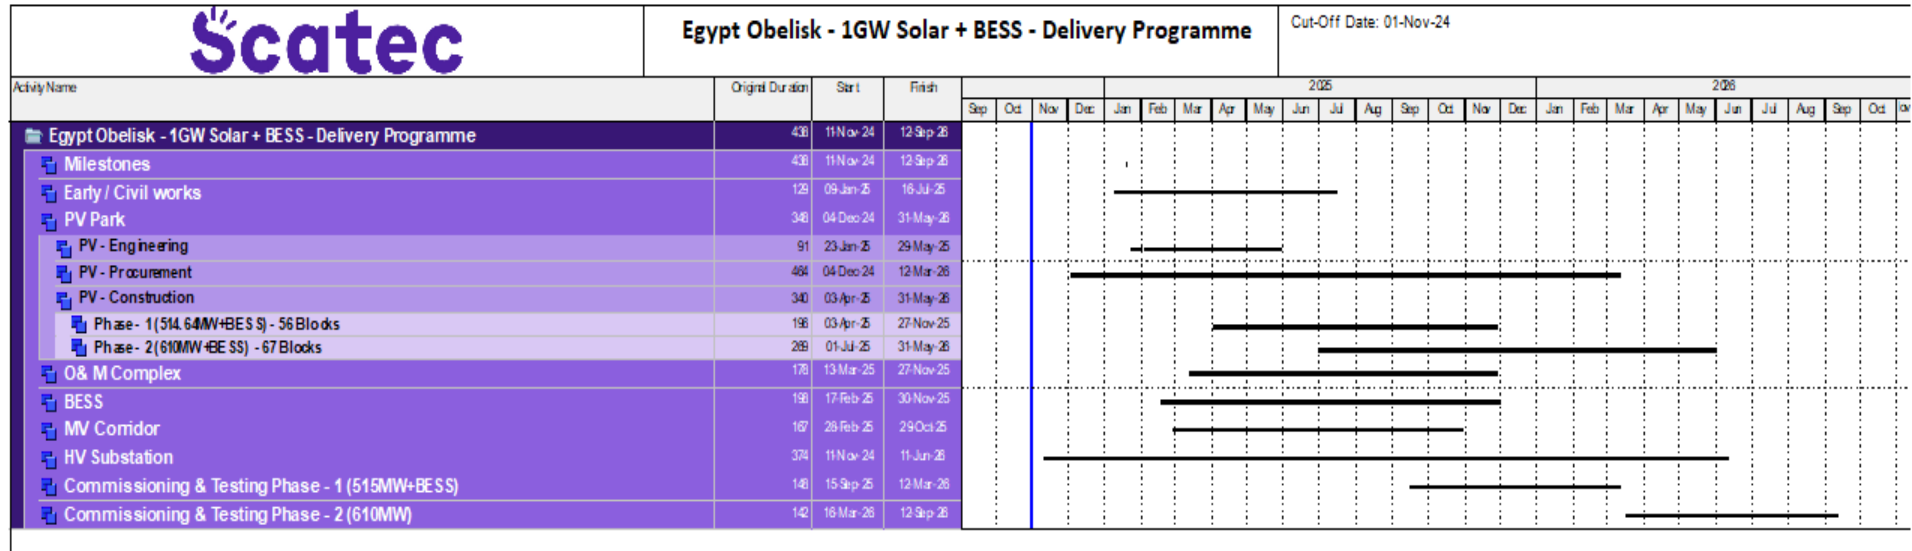 Scatec
Egypt Obelisk - 1GW Solar + BESS - Delivery Programme
Cut-Off Date: 01-Nov-24
Activity Name Original Duration Start Finish 2025 2026
Sep Oct Nov Dec Jan Feb Mar Apr May Jun Jul Aug Sep Oct Nov Dec Jan Feb Mar Apr May Jun Jul Aug Sep Oct
Egypt Obelisk - 1GW Solar + BESS - Delivery Programme 438 11-Nov-24 12-Sep-26
Milestones 438 11-Nov-24 12-Sep-26
Early / Civil works 129 09-Jan-25 16-Jul-25
PV Park 348 04-Dec-24 31-May-26
PV - Engineering 91 23-Jan-25 29-May-25
PV - Procurement 464 04-Dec-24 12-Mar-26
PV - Construction 340 03-Apr-25 31-May-26
Phase - 1 (514.64MW+BESS) - 56 Blocks 196 03-Apr-25 27-Nov-25
Phase - 2 (610MW+BESS) - 67 Blocks 269 01-Jul-25 31-May-26
O& M Complex 178 13-Mar-25 27-Nov-25
BESS 198 17-Feb-25 30-Nov-25
MV Corridor 167 28-Feb-25 29-Oct-25
HV Substation 374 11-Nov-24 11-Jun-26
Commissioning & Testing Phase - 1 (515MW+BESS) 148 15-Sep-25 12-Mar-26
Commissioning & Testing Phase - 2 (610MW) 142 16-Mar-26 12-Sep-26